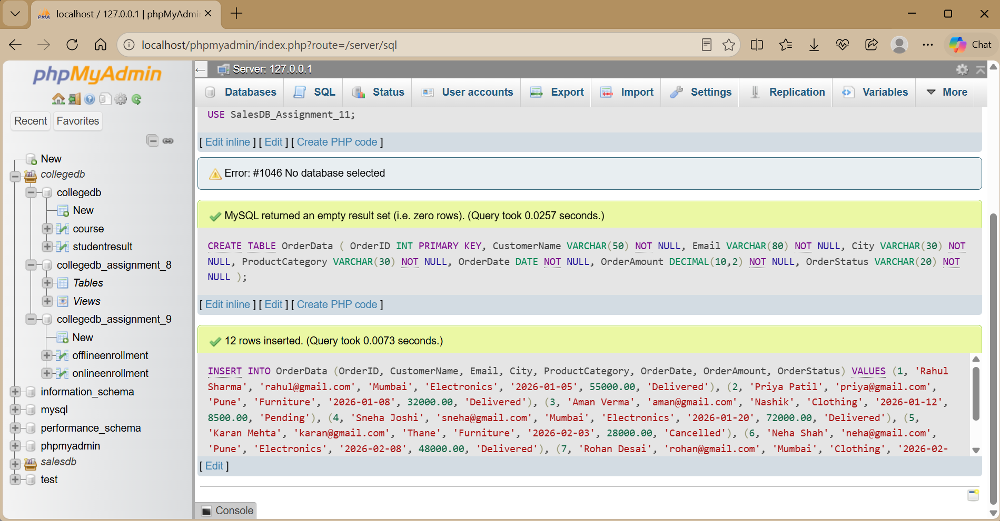 localhost / 127.0.0.1 | phpMyAdmi
localhost/phpmyadmin/index.php?route=/server/sql
Chat
phpMyAdmin
Recent
Favorites
New
collegedb
collegedb
New
course
studentresult
collegedb_assignment_8
Tables
Views
collegedb_assignment_9
New
offlineenrollment
onlineenrollment
information_schema
mysql
performance_schema
phpmyadmin
salesdb
test
Server: 127.0.0.1
Databases
SQL
Status
User accounts
Export
Import
Settings
Replication
Variables
More
USE SalesDB_Assignment_11;
[ Edit inline ] [ Edit ] [ Create PHP code ]
Error: #1046 No database selected
MySQL returned an empty result set (i.e. zero rows). (Query took 0.0257 seconds.)
CREATE TABLE OrderData ( OrderID INT PRIMARY KEY, CustomerName VARCHAR(50) NOT NULL, Email VARCHAR(80) NOT NULL, City VARCHAR(30) NOT
NULL, ProductCategory VARCHAR(30) NOT NULL, OrderDate DATE NOT NULL, OrderAmount DECIMAL(10,2) NOT NULL, OrderStatus VARCHAR(20) NOT
NULL );
[ Edit inline ] [ Edit ] [ Create PHP code ]
12 rows inserted. (Query took 0.0073 seconds.)
INSERT INTO OrderData (OrderID, CustomerName, Email, City, ProductCategory, OrderDate, OrderAmount, OrderStatus) VALUES (1, 'Rahul
Sharma', 'rahul@gmail.com', 'Mumbai', 'Electronics', '2026-01-05', 55000.00, 'Delivered'), (2, 'Priya Patil', 'priya@gmail.com',
'Pune', 'Furniture', '2026-01-08', 32000.00, 'Delivered'), (3, 'Aman Verma', 'aman@gmail.com', 'Nashik', 'Clothing', '2026-01-12',
8500.00, 'Pending'), (4, 'Sneha Joshi', 'sneha@gmail.com', 'Mumbai', 'Electronics', '2026-01-20', 72000.00, 'Delivered'), (5,
'Karan Mehta', 'karan@gmail.com', 'Thane', 'Furniture', '2026-02-03', 28000.00, 'Cancelled'), (6, 'Neha Shah', 'neha@gmail.com',
'Pune', 'Electronics', '2026-02-08', 48000.00, 'Delivered'), (7, 'Rohan Desai', 'rohan@gmail.com', 'Mumbai', 'Clothing', '2026-02-
[ Edit ]
Console